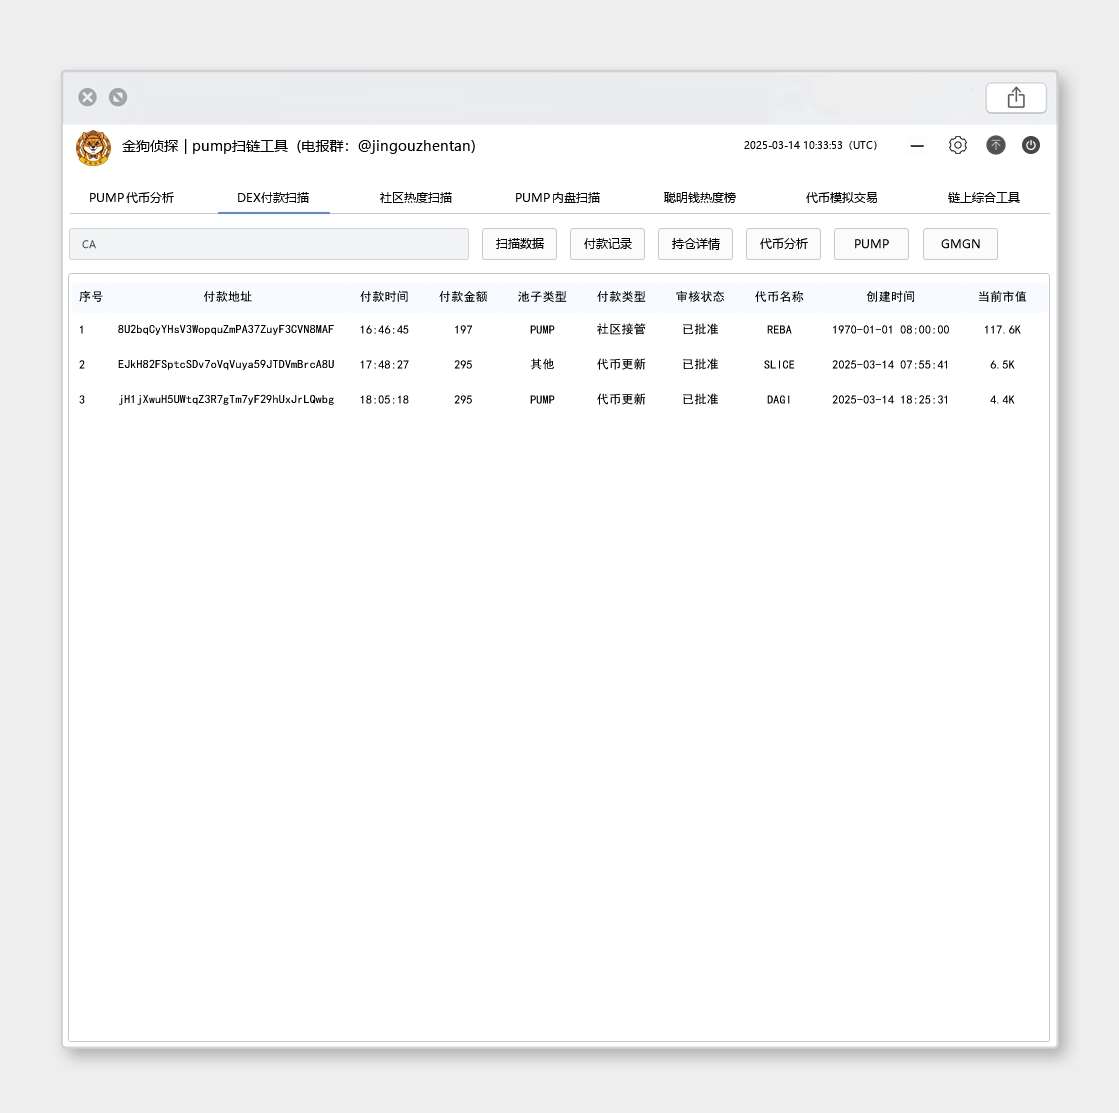 金狗侦探 | pump扫链工具 (电报群: @jingouzhentan)
2025-03-14 10:33:53 (UTC)
PUMP代币分析 DEX付款扫描 社区热度扫描 PUMP内盘扫描 聪明钱热度榜 代币模拟交易 链上综合工具
CA 扫描数据 付款记录 持仓详情 代币分析 PUMP GMGN
序号 付款地址 付款时间 付款金额 池子类型 付款类型 审核状态 代币名称 创建时间 当前市值
1 8U2bqCyYHsV3WopquZmPA37ZuyF3CVN8MAF 16:46:45 197 PUMP 社区接管 已批准 REBA 1970-01-01 08:00:00 117.6K
2 EJkH82FSptcSDv7oVqVuya59JTDVmBrcA8U 17:48:27 295 其他 代币更新 已批准 SLICE 2025-03-14 07:55:41 6.5K
3 jH1jXwuH5UWtqZ3R7gTm7yF29hUxJrLQwbg 18:05:18 295 PUMP 代币更新 已批准 DAGI 2025-03-14 18:25:31 4.4K